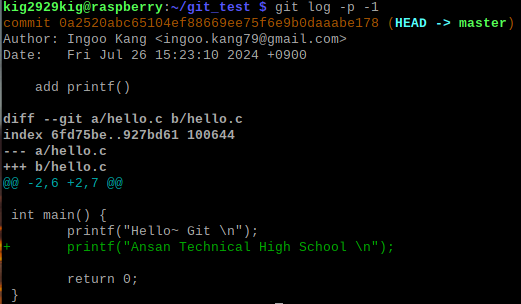 kig2929kig@raspberry:~/git_test $ git log -p -1
commit 0a2520abc65104ef88669ee75f6e9b0daaabe178 (HEAD -> master)
Author: Ingoo Kang <ingoo.kang79@gmail.com>
Date:   Fri Jul 26 15:23:10 2024 +0900

    add printf()

diff --git a/hello.c b/hello.c
index 6fd75be..927bd61 100644
--- a/hello.c
+++ b/hello.c
@@ -2,6 +2,7 @@

 int main() {
        printf("Hello~ Git \n");
+       printf("Ansan Technical High School \n");

        return 0;
 }